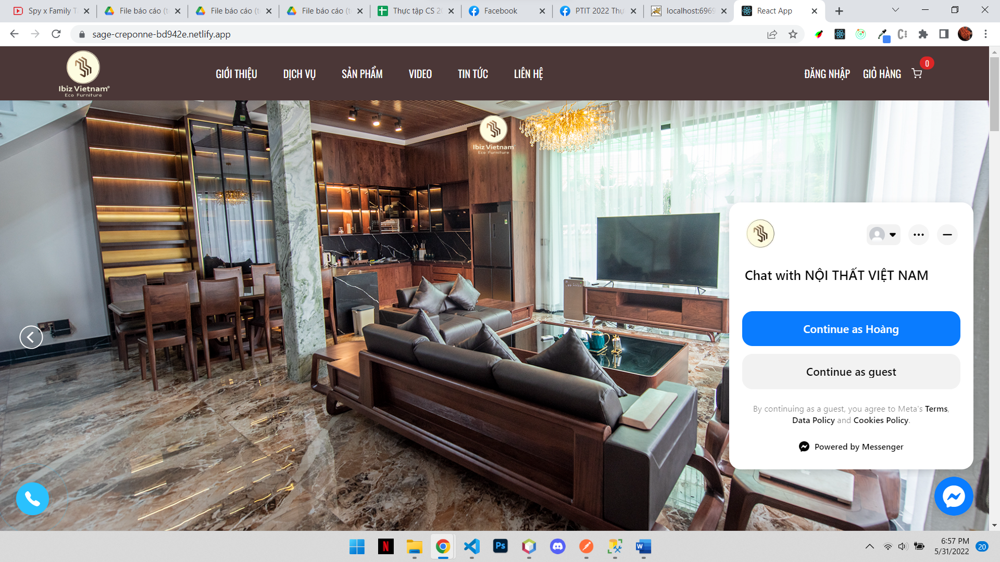 Spy x Family T
File báo cáo (t
File báo cáo (t
File báo cáo (t
Thực tập CS 20
Facebook
PTIT 2022 Thụ
localhost:6969
React App
sage-creponne-bd942e.netlify.app
Ibiz Vietnam®
Eco Furniture
GIỚI THIỆU
DỊCH VỤ
SẢN PHẨM
VIDEO
TIN TỨC
LIÊN HỆ
ĐĂNG NHẬP
GIỎ HÀNG
0
Ibiz Vietnam
Eco Furniture
Chat with NỘI THẤT VIỆT NAM
Continue as Hoàng
Continue as guest
By continuing as a guest, you agree to Meta's Terms,
Data Policy and Cookies Policy.
Powered by Messenger
6:57 PM
5/31/2022
20